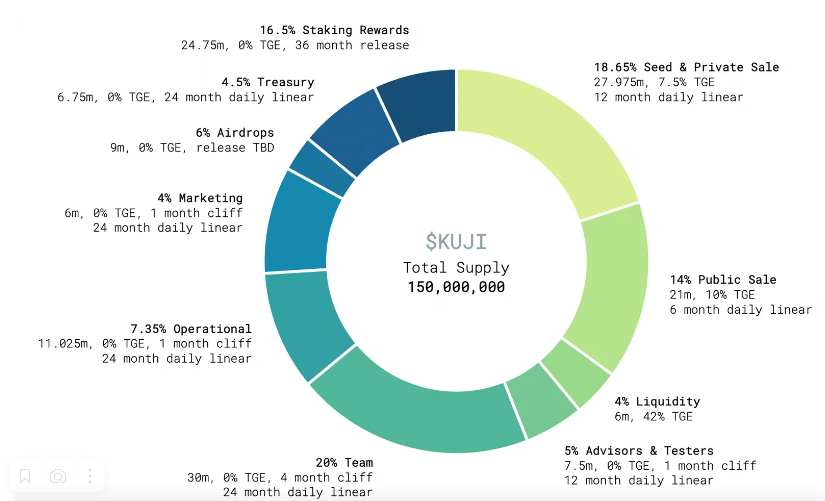 16.5% Staking Rewards
24.75m, 0% TGE, 36 month release
4.5% Treasury
6.75m, 0% TGE, 24 month daily linear
6% Airdrops
9m, 0% TGE, release TBD
4% Marketing
6m, 0% TGE, 1 month cliff
24 month daily linear
7.35% Operational
11.025m, 0% TGE, 1 month cliff
24 month daily linear
20% Team
30m, 0% TGE, 4 month cliff
24 month daily linear
$KUJI
Total Supply
150,000,000
18.65% Seed & Private Sale
27.975m, 7.5% TGE
12 month daily linear
14% Public Sale
21m, 10% TGE
6 month daily linear
4% Liquidity
6m, 42% TGE
5% Advisors & Testers
7.5m, 0% TGE, 1 month cliff
12 month daily linear